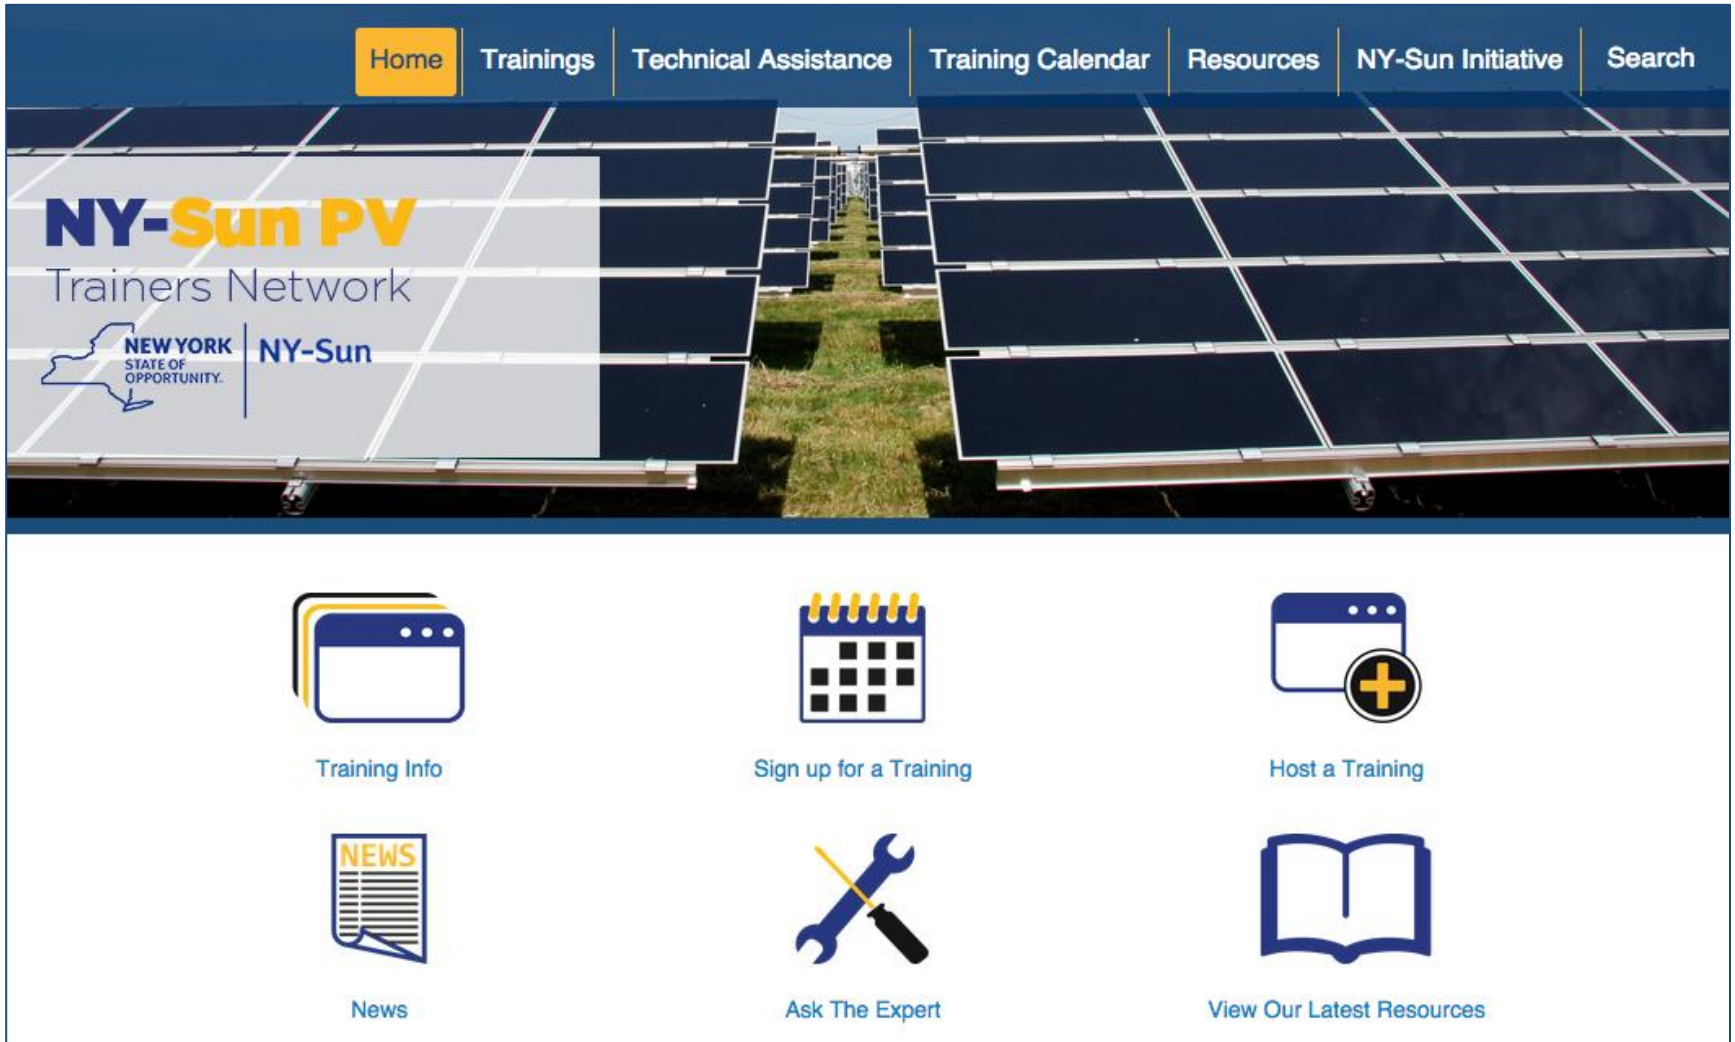 Home
Trainings
Technical Assistance
Training Calendar
Resources
NY-Sun Initiative
Search
NY-Sun PV
Trainers Network
NEW YORK
STATE OF
OPPORTUNITY.
NY-Sun
Training Info
Sign up for a Training
Host a Training
NEWS
News
Ask The Expert
View Our Latest Resources